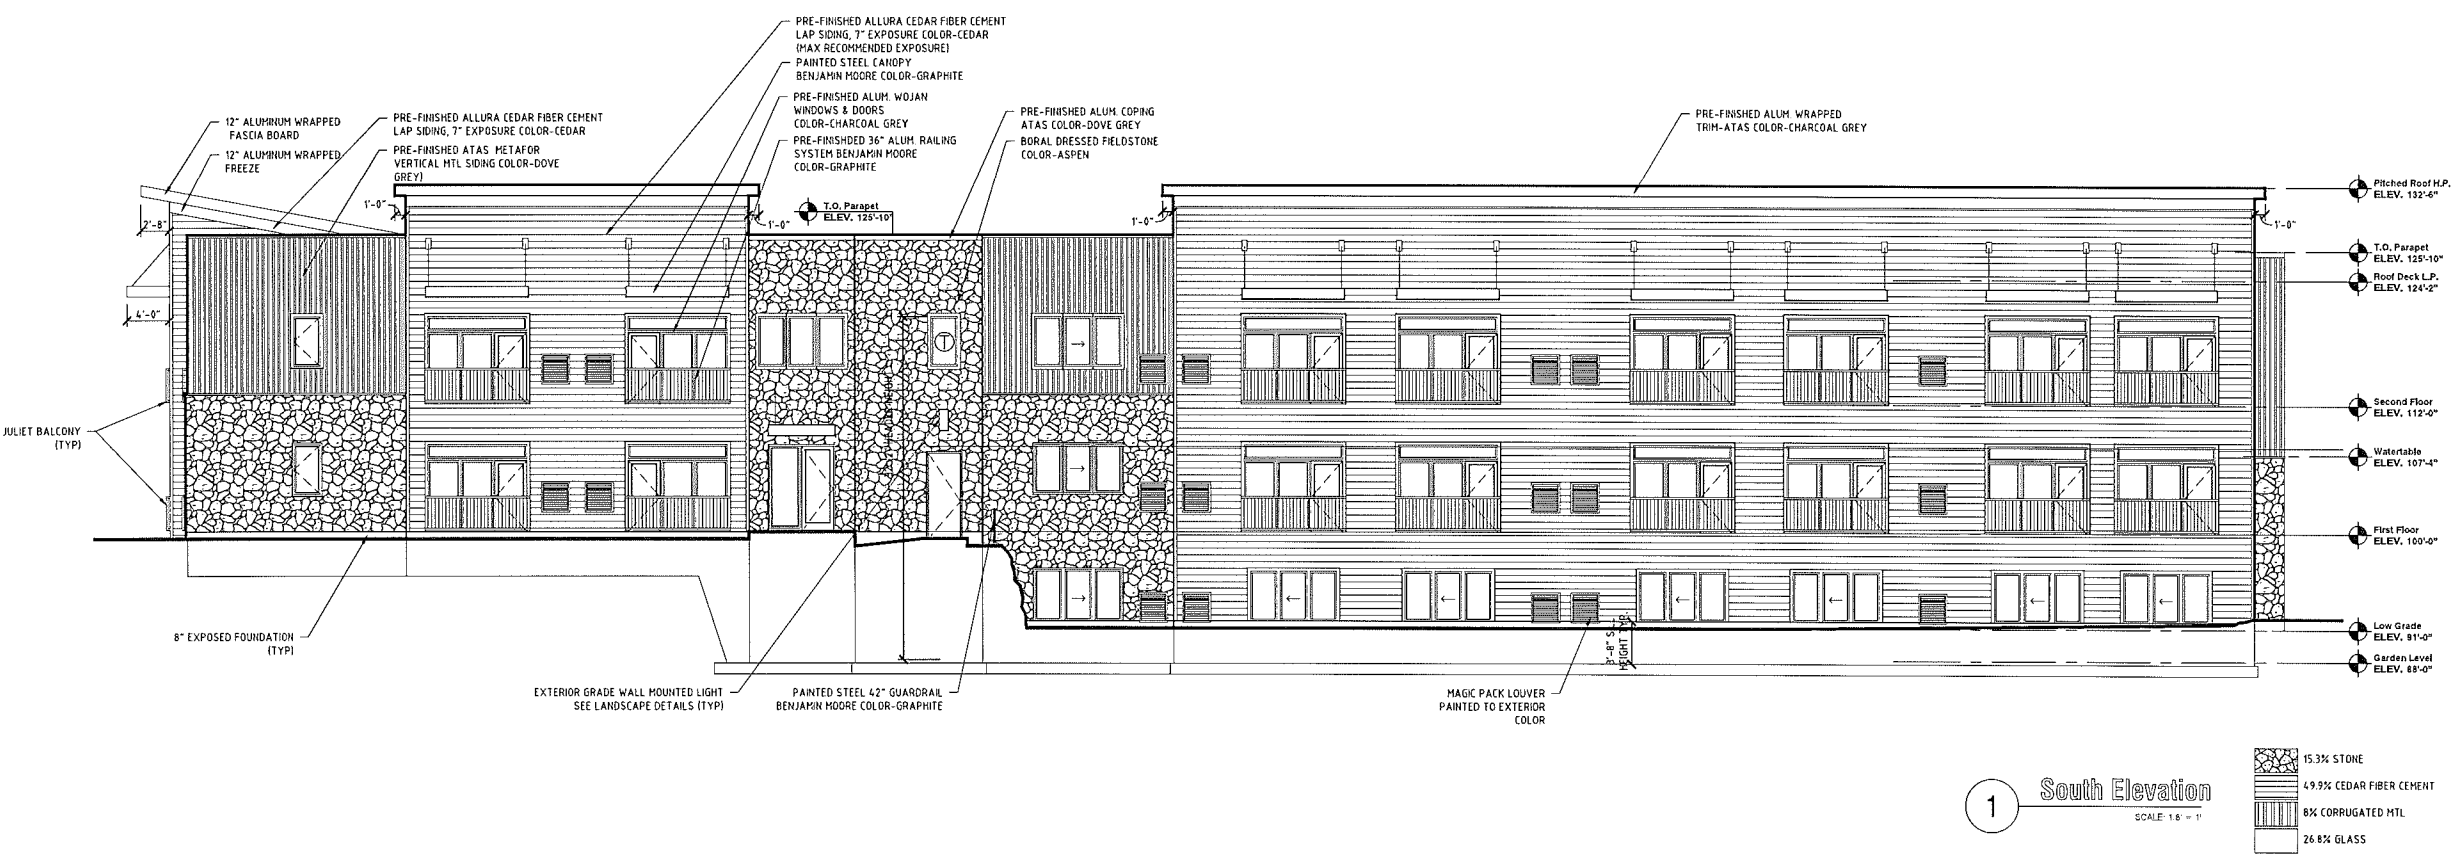 PRE-FINISHED ALLURA CEDAR FIBER CEMENT
LAP SIDING, 7" EXPOSURE COLOR-CEDAR
(MAX RECOMMENDED EXPOSURE)
PAINTED STEEL CANOPY
BENJAMIN MOORE COLOR-GRAPHITE
PRE-FINISHED ALUM. WOJAN
WINDOWS & DOORS
COLOR-CHARCOAL GREY
PRE-FINISHDED 36" ALUM. RAILING
SYSTEM BENJAMIN MOORE
COLOR-GRAPHITE
12" ALUMINUM WRAPPED
FASCIA BOARD
12" ALUMINUM WRAPPED
FREEZE
PRE-FINISHED ALLURA CEDAR FIBER CEMENT
LAP SIDING, 7" EXPOSURE COLOR-CEDAR
PRE-FINISHED ATAS METAFOR
VERTICAL MTL SIDING COLOR-DOVE
GREY)
PRE-FINISHED ALUM. COPING
ATAS COLOR-DOVE GREY
BORAL DRESSED FIELDSTONE
COLOR-ASPEN
PRE-FINISHED ALUM. WRAPPED
TRIM-ATAS COLOR-CHARCOAL GREY
2'-8"
1'-0"
1'-0"
T.O. Parapet
ELEV. 125'-10"
1'-0"
1'-0"
4'-0"
T
Pitched Roof H.P.
ELEV. 132'-6"
T.O. Parapet
ELEV. 125'-10"
Roof Deck L.P.
ELEV. 124'-2"
Second Floor
ELEV. 112'-0"
Watertable
ELEV. 107'-4"
First Floor
ELEV. 100'-0"
Low Grade
ELEV. 91'-0"
Garden Level
ELEV. 88'-0"
JULIET BALCONY
(TYP)
8" EXPOSED FOUNDATION
(TYP)
EXTERIOR GRADE WALL MOUNTED LIGHT
SEE LANDSCAPE DETAILS (TYP)
PAINTED STEEL 42" GUARDRAIL
BENJAMIN MOORE COLOR-GRAPHITE
HEIGHT TYP.
MAGIC PACK LOUVER
PAINTED TO EXTERIOR
COLOR
1
South Elevation
SCALE: 1.6' = 1'
15.3% STONE
49.9% CEDAR FIBER CEMENT
8% CORRUGATED MTL
26.8% GLASS